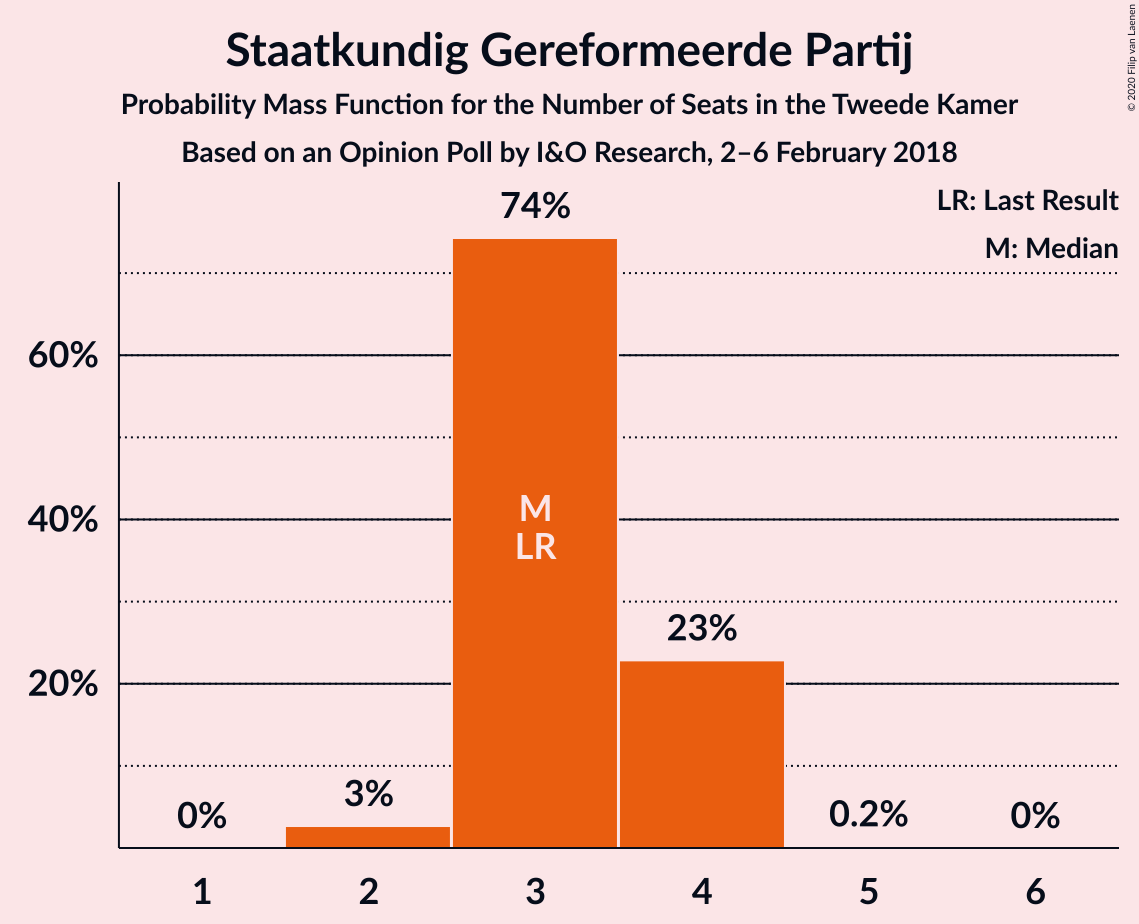 Staatkundig Gereformeerde Partij
Probability Mass Function for the Number of Seats in the Tweede Kamer
Based on an Opinion Poll by I&O Research, 2–6 February 2018
© 2020 Filip van Laenen
LR: Last Result
M: Median
74%
60%
40%
20%
M
LR
23%
3%
0%
0.2%
0%
1
2
3
4
5
6